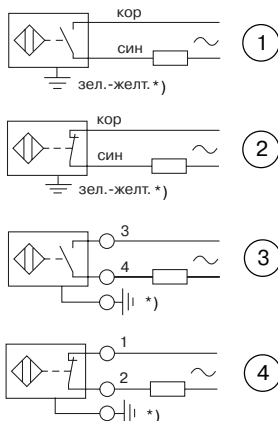 кор
син
1
зел.-желт. *)
кор
син
2
зел.-желт. *)
3
4
3
*)
1
2
4
*)